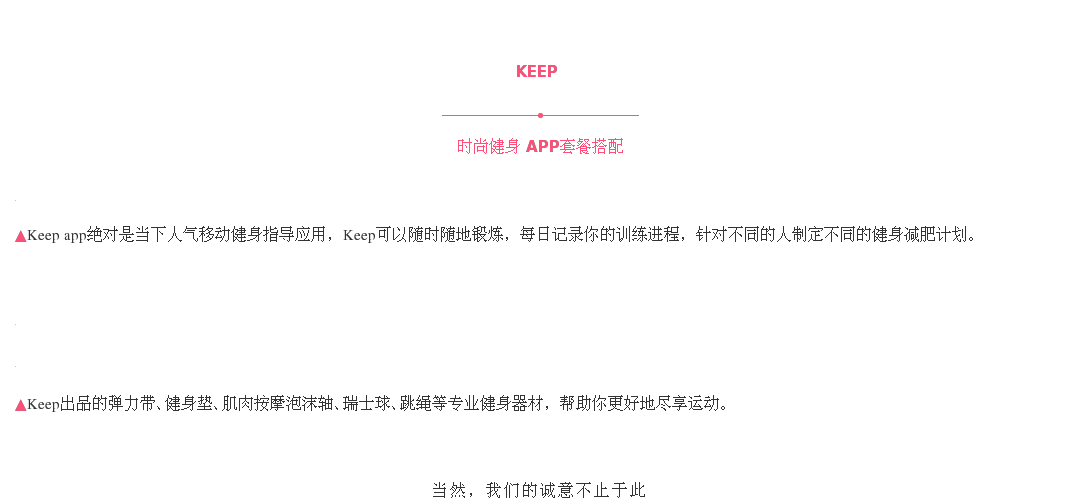 KEEP
时尚健身 APP套餐搭配
▲Keep app绝对是当下人气移动健身指导应用，Keep可以随时随地锻炼，每日记录你的训练进程，针对不同的人制定不同的健身减肥计划。
▲Keep出品的弹力带、健身垫、肌肉按摩泡沫轴、瑞士球、跳绳等专业健身器材，帮助你更好地尽享运动。
当然，我们的诚意不止于此